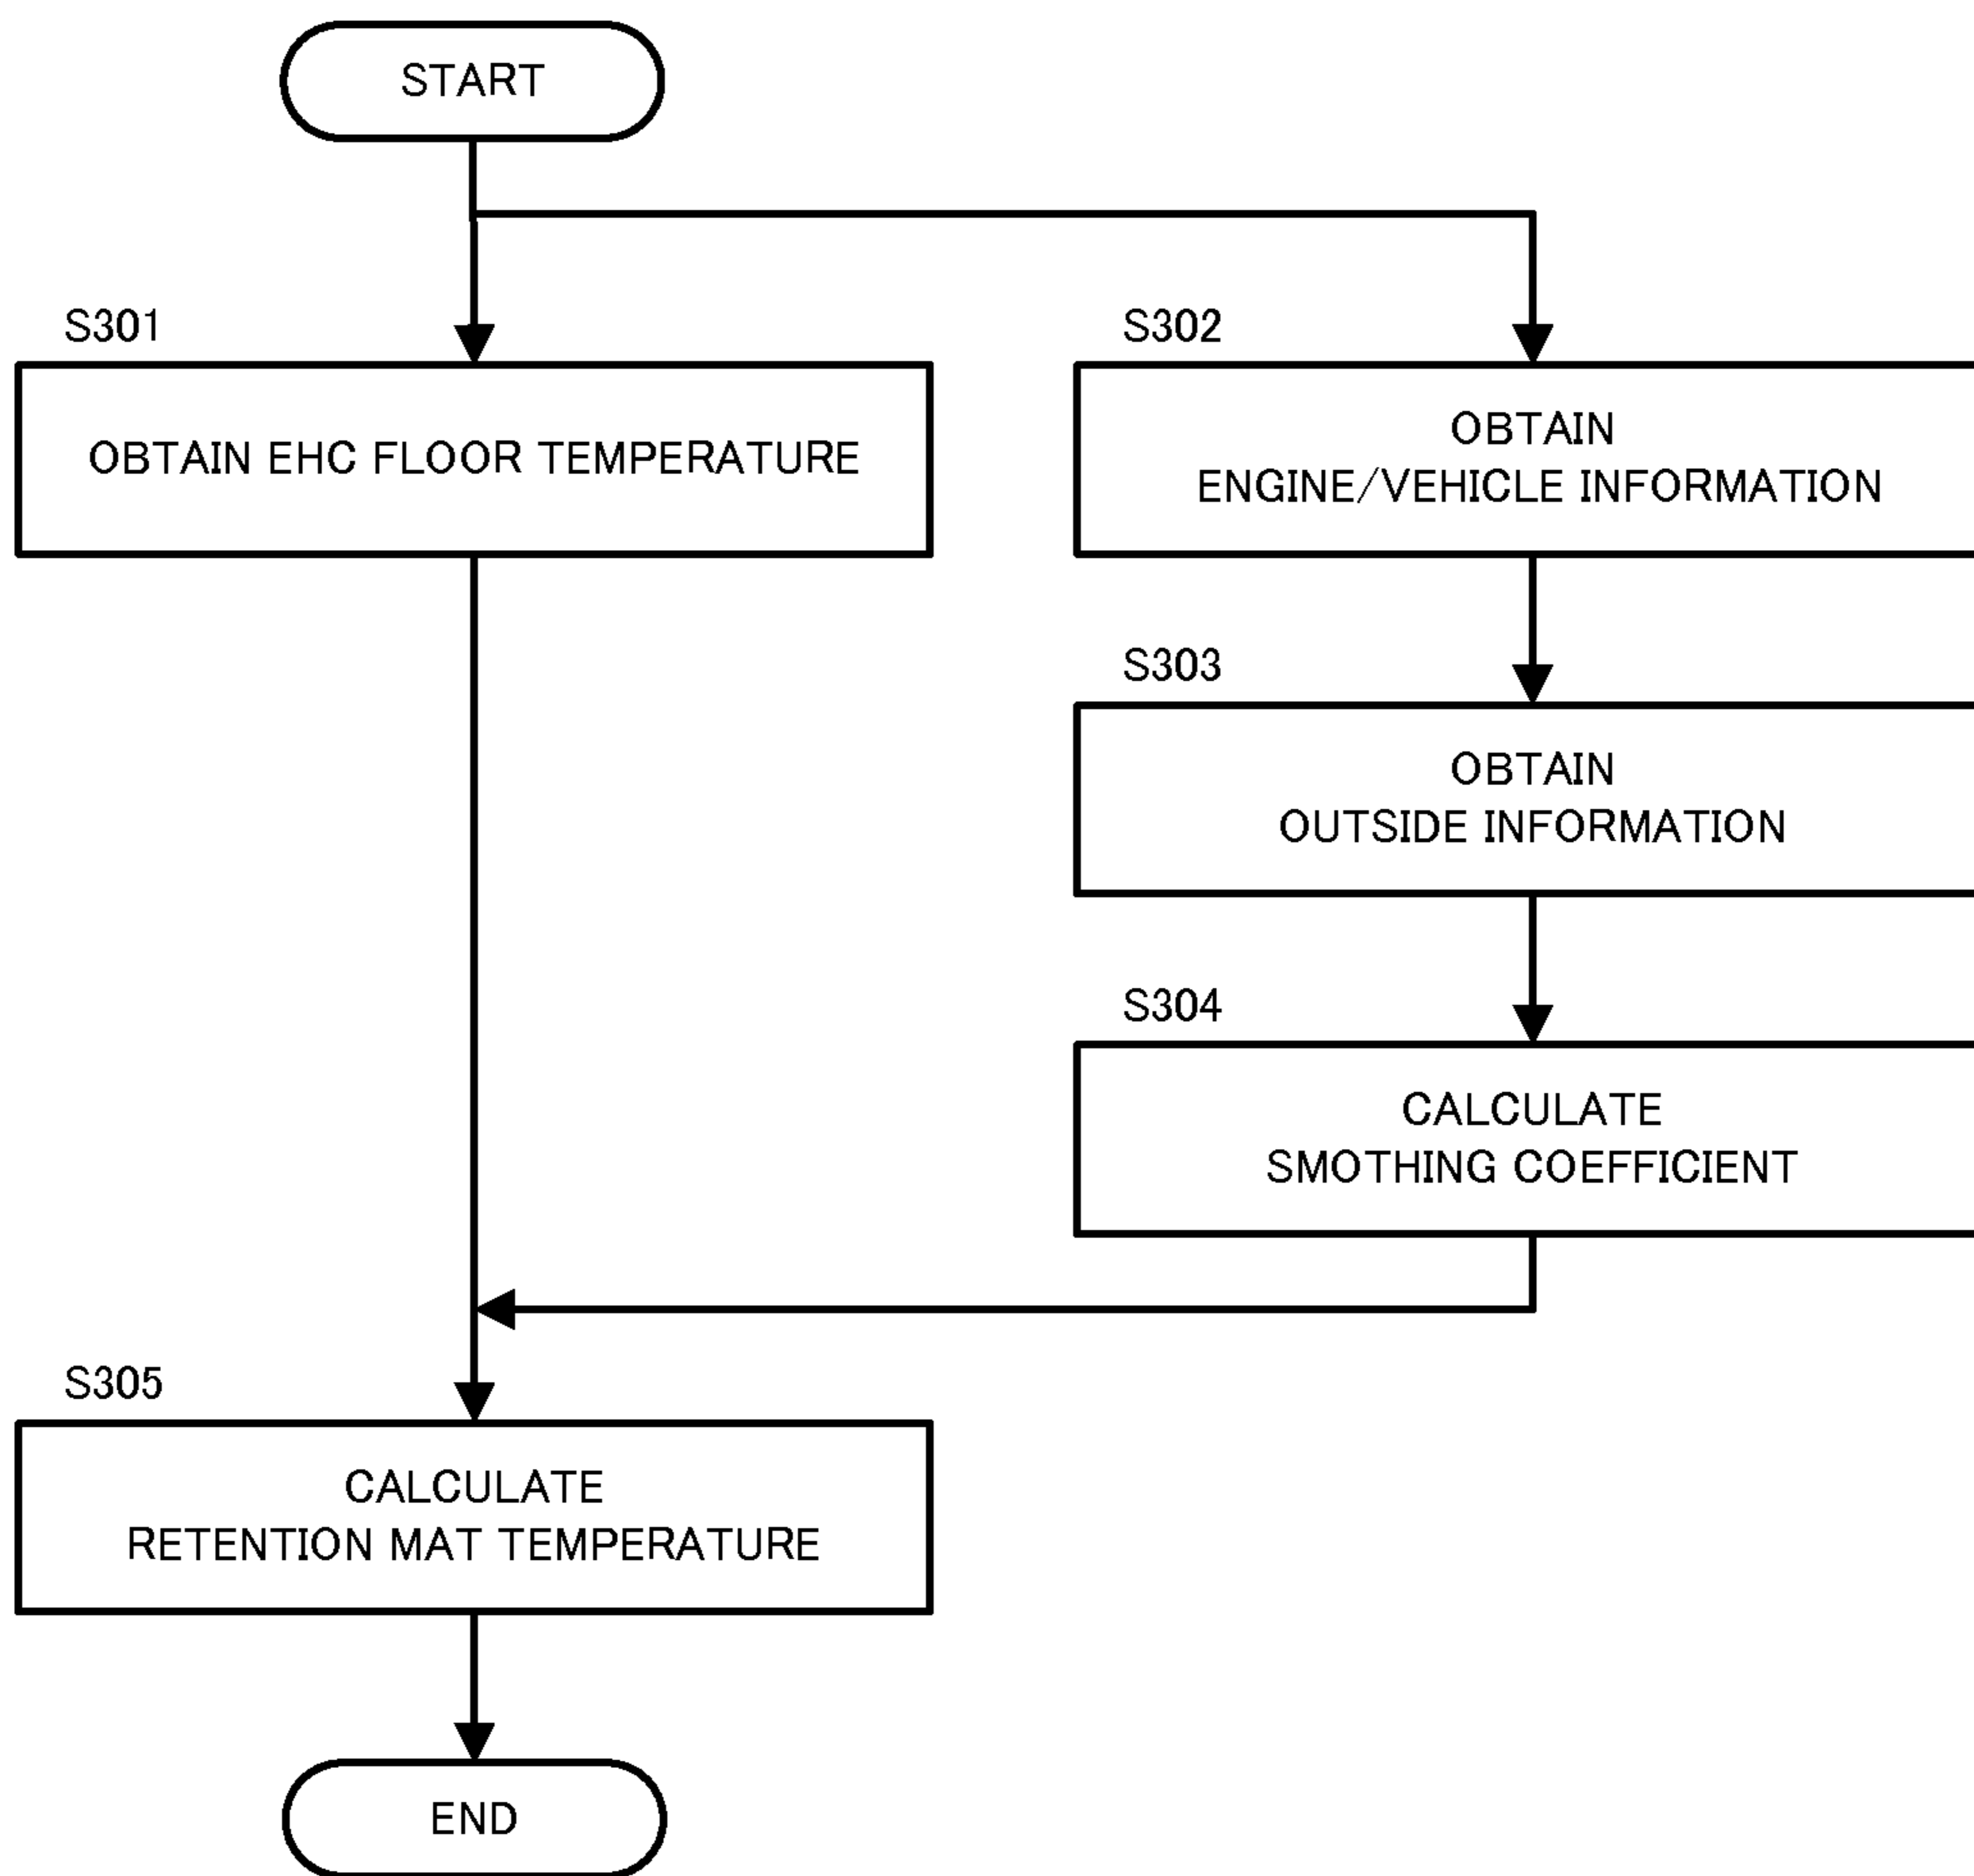 START
S301
OBTAIN EHC FLOOR TEMPERATURE
S302
OBTAIN
ENGINE/VEHICLE INFORMATION
S303
OBTAIN
OUTSIDE INFORMATION
S304
CALCULATE
SMOTHING COEFFICIENT
S305
CALCULATE
RETENTION MAT TEMPERATURE
END